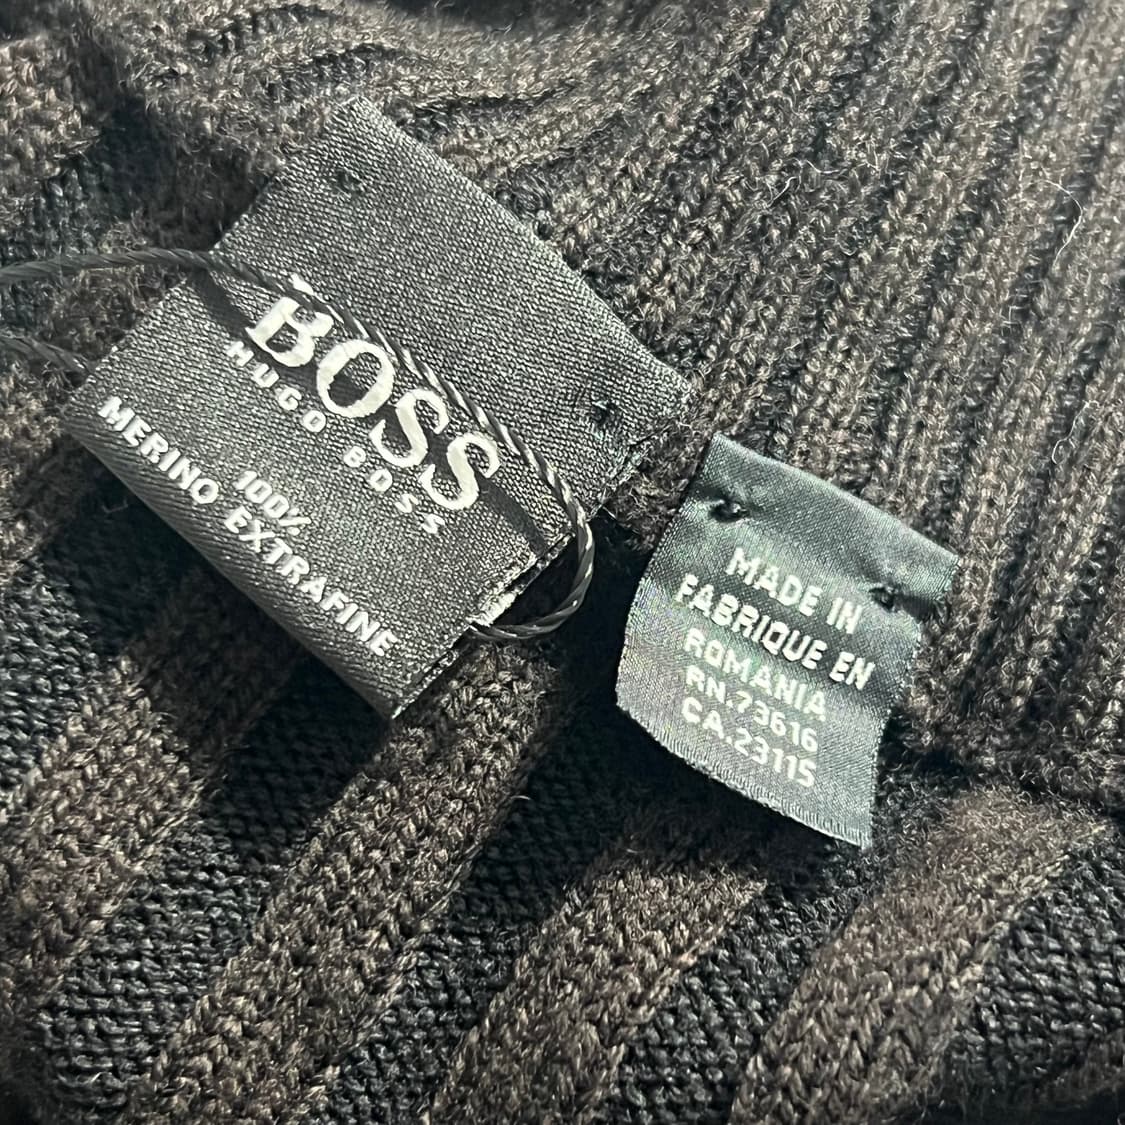 BOSS
HUGO BOSS
100%
MERINO EXTRAFINE
MADE IN
FABRIQUE EN
ROMANIA
RN.73616
CA.23115